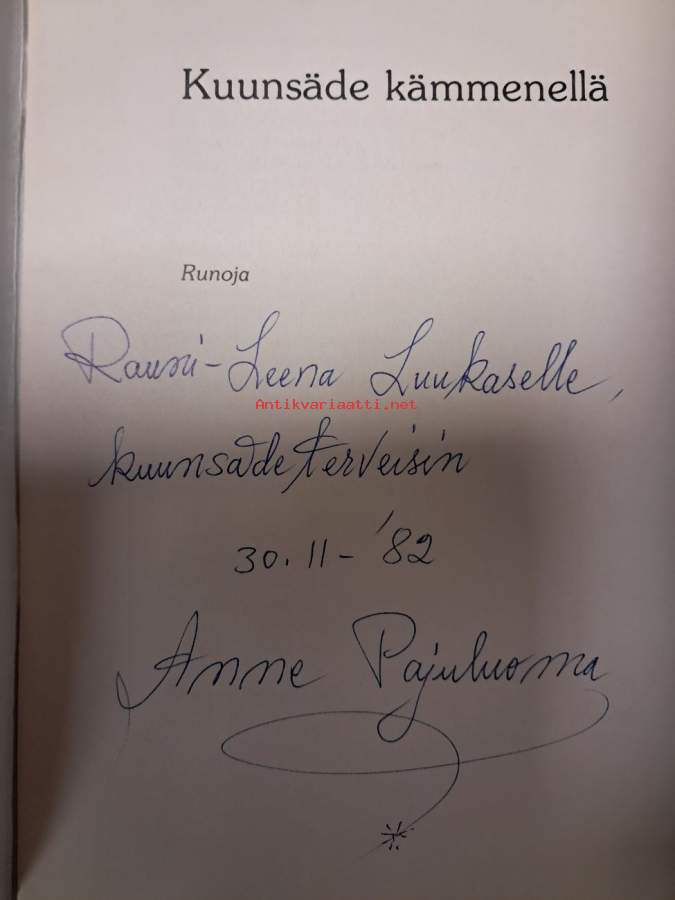 Kuunsäde kämmenellä
Runoja
Rauni-Leena Luukaselle,
Antikvariaatti.net
kuunsädeterveisin
30.11-'82
Anne Pajuluoma